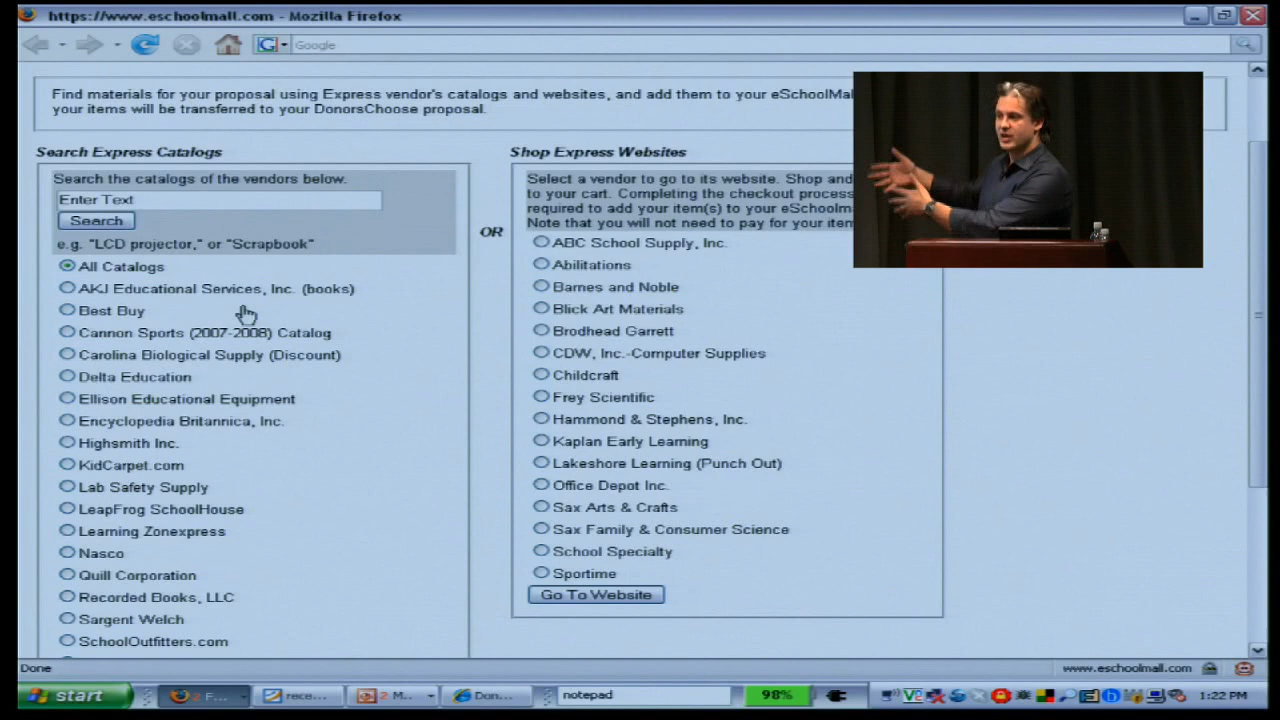 https://www.eschoolmall.com - Mozilla Firefox
G Google
Find materials for your proposal using Express vendor's catalogs and websites, and add them to your
your items will be transferred to your DonorsChoose proposal.
Search Express Catalogs
Search the catalogs of the vendors below.
Enter Text
Search
e.g. "LCD projector," or "Scrapbook"
All Catalogs
AKJ Educational Services, Inc. (books)
Best Buy
Cannon Sports (2007-2008) Catalog
Carolina Biological Supply (Discount)
Delta Education
Ellison Educational Equipment
Encyclopedia Britannica, Inc.
Highsmith Inc.
KidCarpet.com
Lab Safety Supply
LeapFrog SchoolHouse
Learning Zonexpress
Nasco
Quill Corporation
Recorded Books, LLC
Sargent Welch
SchoolOutfitters.com
OR
Shop Express Websites
Select a vendor to go to its website. Shop and
to your cart. Completing the checkout process
required to add your item(s) to your
Note that you will not need to pay for your
ABC School Supply, Inc.
Abilitations
Barnes and Noble
Blick Art Materials
Brodhead Garrett
CDW, Inc.-Computer Supplies
Childcraft
Frey Scientific
Hammond & Stephens, Inc.
Kaplan Early Learning
Lakeshore Learning (Punch Out)
Office Depot Inc.
Sax Arts & Crafts
Sax Family & Consumer Science
School Specialty
Sportime
Go To Website
Done
www.eschoolmall.com
start
2 F...
rece...
2 M...
Don...
notepad
98%
1:22 PM